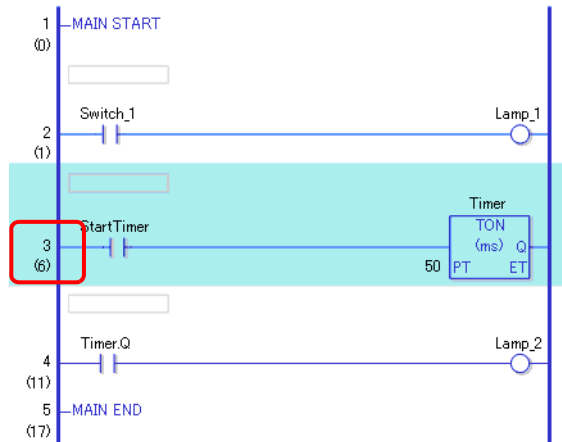 1 MAIN START
(0)
Switch_1 Lamp_1
2
(1)
Timer
StartTimer TON
3 (ms) Q
(6) 50 PT ET
Timer.Q Lamp_2
4
(11)
5 MAIN END
(17)